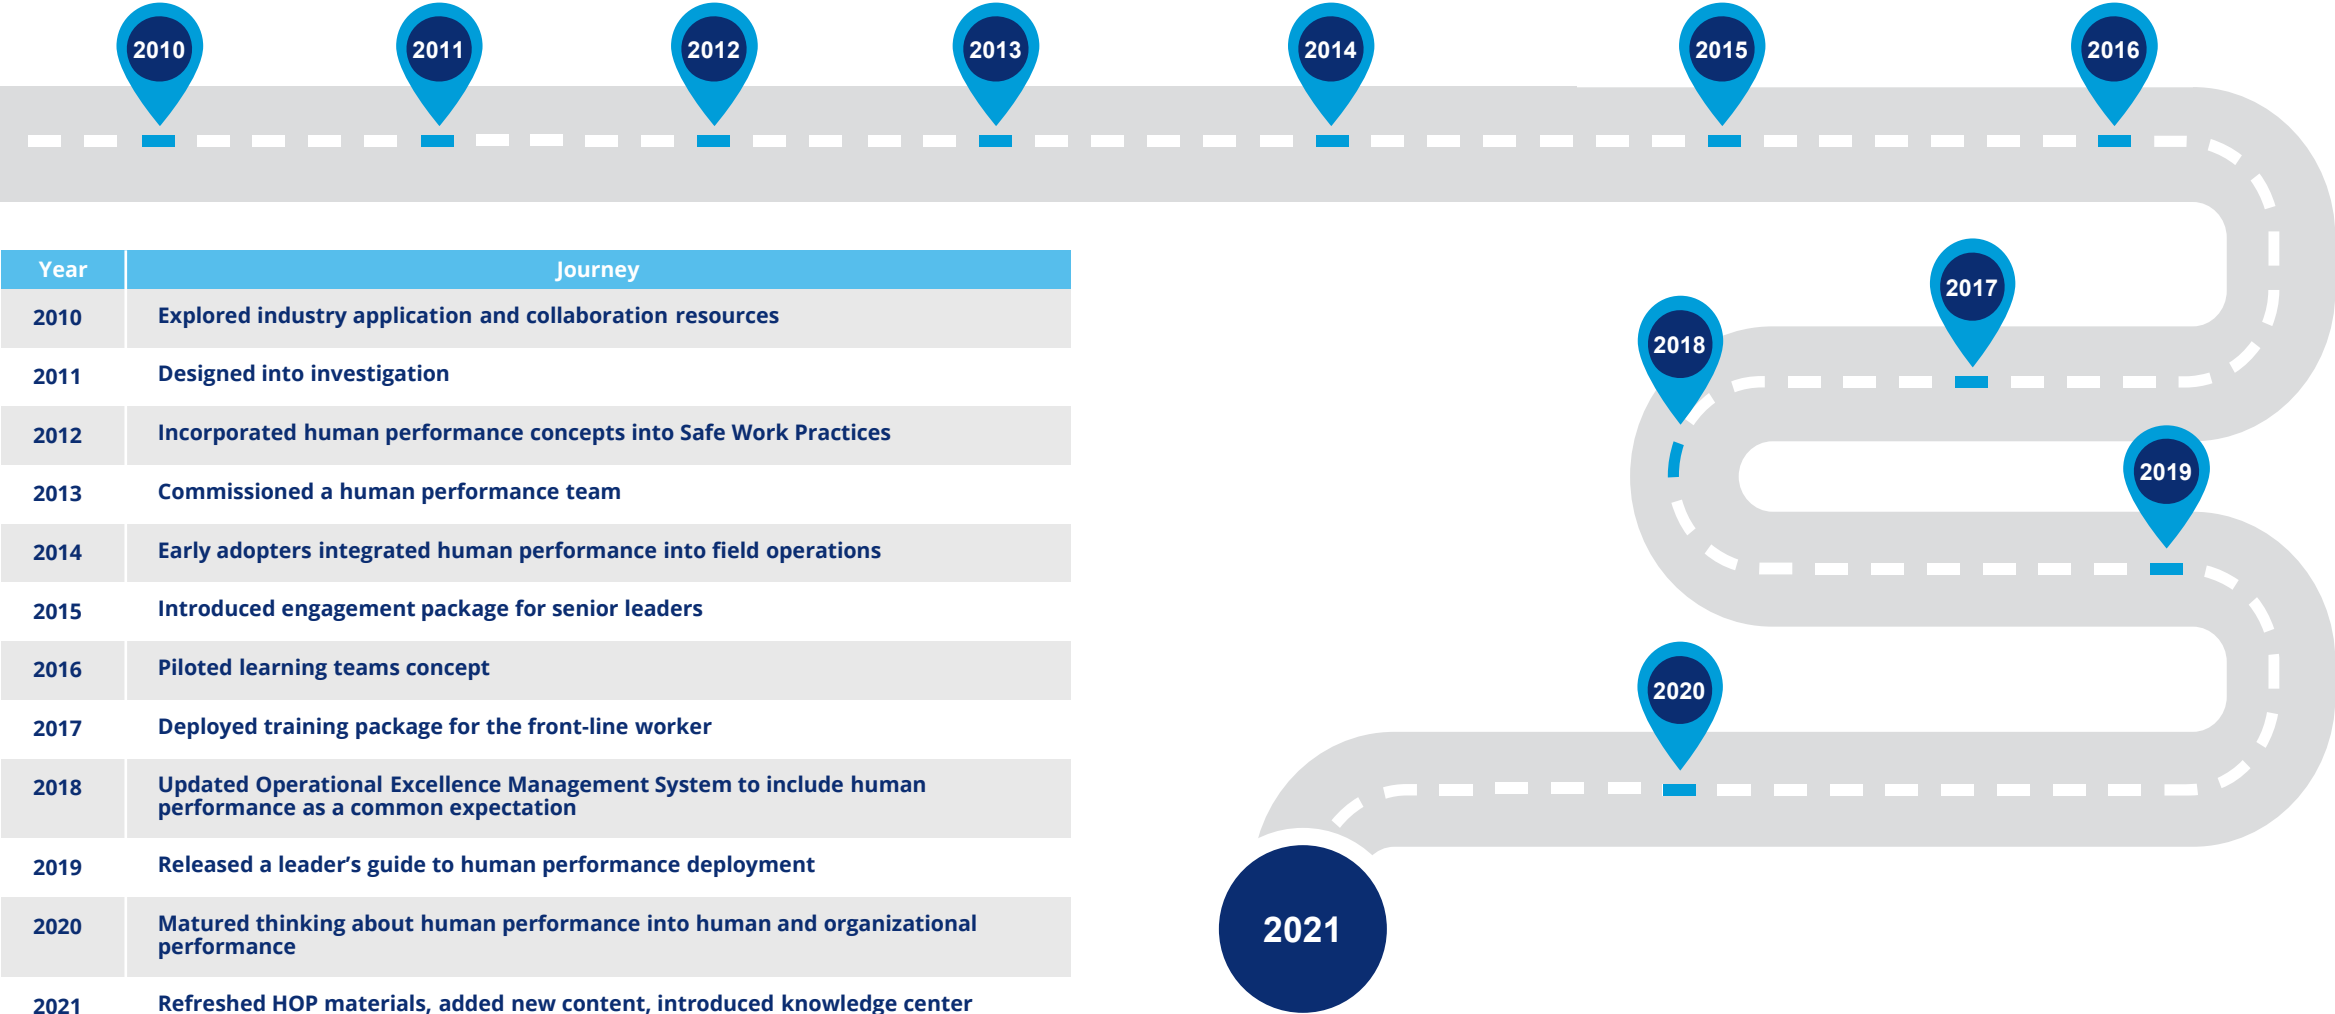 2010 2011 2012 2013 2014 2015 2016
2017
2018
2019
2020
2021
Year Journey
2010 Explored industry application and collaboration resources
2011 Designed into investigation
2012 Incorporated human performance concepts into Safe Work Practices
2013 Commissioned a human performance team
2014 Early adopters integrated human performance into field operations
2015 Introduced engagement package for senior leaders
2016 Piloted learning teams concept
2017 Deployed training package for the front-line worker
2018 Updated Operational Excellence Management System to include human
performance as a common expectation
2019 Released a leader’s guide to human performance deployment
2020 Matured thinking about human performance into human and organizational
performance
2021 Refreshed HOP materials, added new content, introduced knowledge center